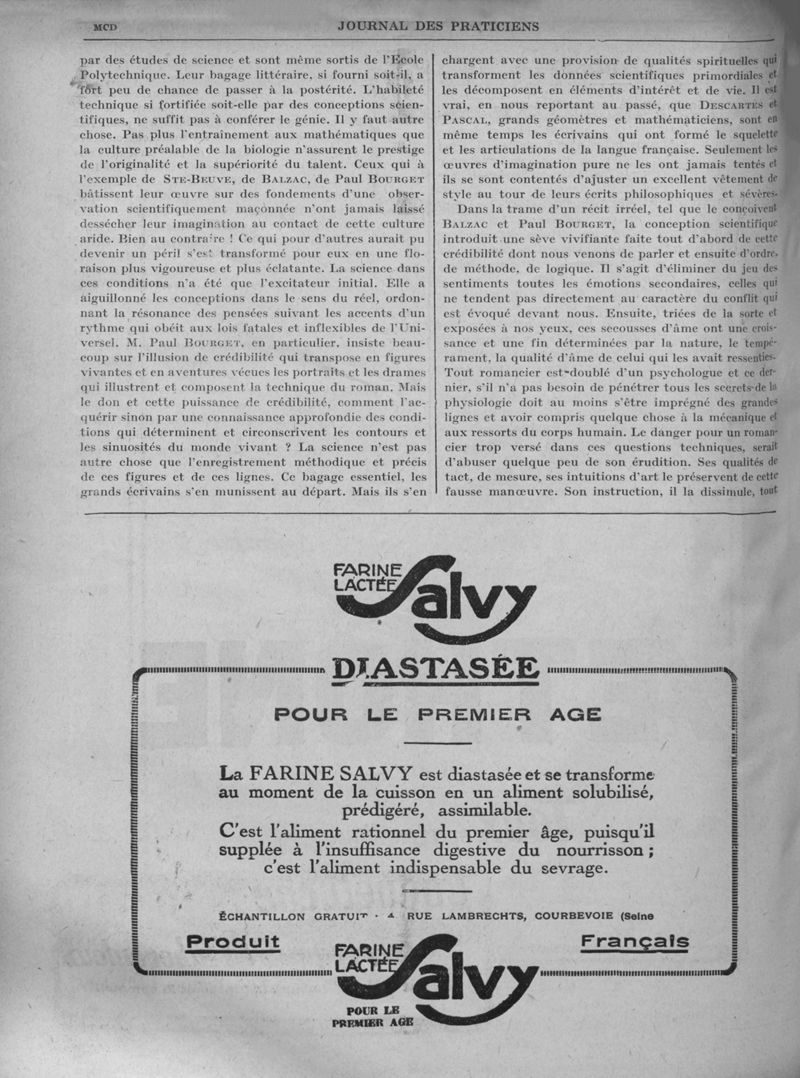 MCD
JOURNAL DES PRATICIENS
par des études de science et sont même sortis de l'École
Polytechnique. Leur bagage littéraire, si fourni soit-il, a
fort peu de chance de passer à la postérité. L'habileté
technique si fortifiée soit-elle par des conceptions scien-
tifiques, ne suffit pas à conférer le génie. Il y faut autre
chose. Pas plus l'entrainement aux mathématiques que
la culture préalable de la biologie n'assurent le prestige
de l'originalité et la supériorité du talent. Ceux qui à
l'exemple de STE-BEUVE, de BALZAC, de Paul BOURGET
bâtissent leur œuvre sur des fondements d'une obser-
vation scientifiquement maçonnée n'ont jamais laissé
dessécher leur imagination au contact de cette culture
aride. Bien au contraire ! Ce qui pour d'autres aurait pu
devenir un péril s'est transformé pour eux en une flo-
raison plus vigoureuse et plus éclatante. La science dans
ces conditions n'a été que l'excitateur initial. Elle a
aiguillonné les conceptions dans le sens du réel, ordon-
nant la résonance des pensées suivant les accents d'un
rythme qui obéit aux lois fatales et inflexibles de l'Uni-
versel. M. Paul BOURGET, en particulier, insiste beau-
coup sur l'illusion de crédibilité qui transpose en figures
vivantes et en aventures vécues les portraits et les drames
qui illustrent et composent la technique du roman. Mais
le don et cette puissance de crédibilité, comment l'ac-
quérir sinon par une connaissance approfondie des condi-
tions qui déterminent et circonscrivent les contours et
les sinuosités du monde vivant ? La science n'est pas
autre chose que l'enregistrement méthodique et précis
de ces figures et de ces lignes. Ce bagage essentiel, les
grands écrivains s'en munissent au départ. Mais ils s'en
chargent avec une provision de qualités spirituelles qui
transforment les données scientifiques primordiales et
les décomposent en éléments d'intérêt et de vie. Il est
vrai, en nous reportant au passé, que DESCARTES et
PASCAL, grands géomètres et mathématiciens, sont en
même temps les écrivains qui ont formé le squelette
et les articulations de la langue française. Seulement les
œuvres d'imagination pure ne les ont jamais tentés et
ils se sont contentés d'ajuster un excellent vêtement de
style au tour de leurs écrits philosophiques et sévères.
Dans la trame d'un récit irréel, tel que le conçoivent
BALZAC et Paul BOURGET, la conception scientifique
introduit une sève vivifiante faite tout d'abord de cette
crédibilité dont nous venons de parler et ensuite d'ordre,
de méthode, de logique. Il s'agit d'éliminer du jeu des
sentiments toutes les émotions secondaires, celles qui
ne tendent pas directement au caractère du conflit qui
est évoqué devant nous. Ensuite, triées de la sorte et
exposées à nos yeux, ces secousses d'âme ont une crois-
sance et une fin déterminées par la nature, le tempé-
rament, la qualité d'âme de celui qui les avait ressenties.
Tout romancier est doublé d'un psychologue et ce der-
nier, s'il n'a pas besoin de pénétrer tous les secrets de la
physiologie doit au moins s'être imprégné des grandes
lignes et avoir compris quelque chose à la mécanique et
aux ressorts du corps humain. Le danger pour un roman-
cier trop versé dans ces questions techniques, serait
d'abuser quelque peu de son érudition. Ses qualités de
tact, de mesure, ses intuitions d'art le préservent de cette
fausse manœuvre. Son instruction, il la dissimule, tout
FARINE
LACTÉE
Salvy
DIASTASÉE
POUR LE PREMIER AGE
La FARINE SALVY est diastasée et se transforme
au moment de la cuisson en un aliment solubilisé,
prédigéré, assimilable.
C'est l'aliment rationnel du premier âge, puisqu'il
supplée à l'insuffisance digestive du nourrisson ;
c'est l'aliment indispensable du sevrage.
ÉCHANTILLON GRATUIT · 4 RUE LAMBRECHTS, COURBEVOIE (Seine
Produit
Français
FARINE
LACTÉE
Salvy
POUR LE
PREMIER AGE